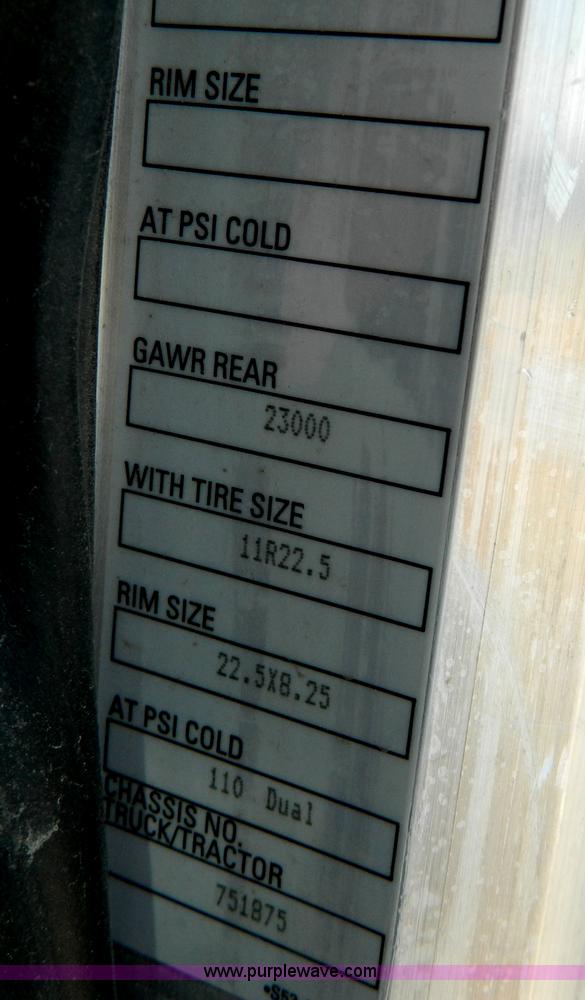 RIM SIZE
AT PSI COLD
GAWR REAR
23000
WITH TIRE SIZE
11R22.5
RIM SIZE
22.5X8.25
AT PSI COLD
110 Dual
CHASSIS NO.
TRUCK/TRACTOR
751875
www.purplewave.com